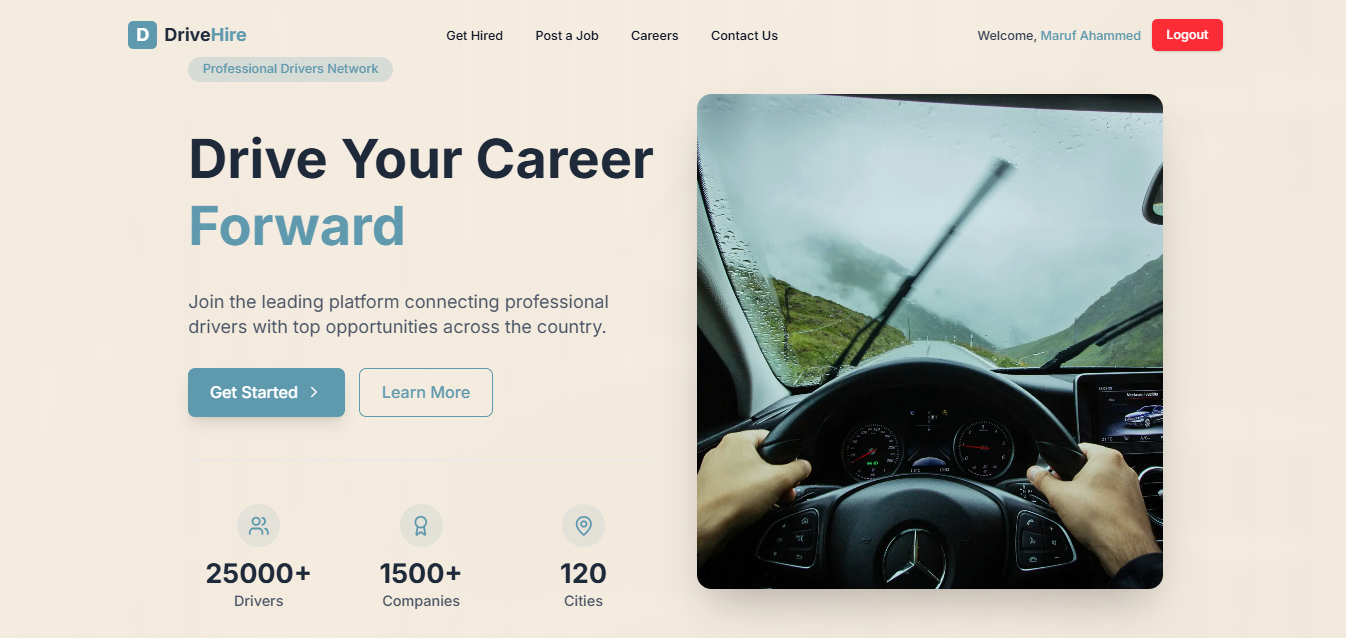 D DriveHire
Get Hired Post a Job Careers Contact Us
Welcome, Maruf Ahammed Logout
Professional Drivers Network
Drive Your Career
Forward
Join the leading platform connecting professional
drivers with top opportunities across the country.
Get Started Learn More
25000+ 1500+ 120
Drivers Companies Cities